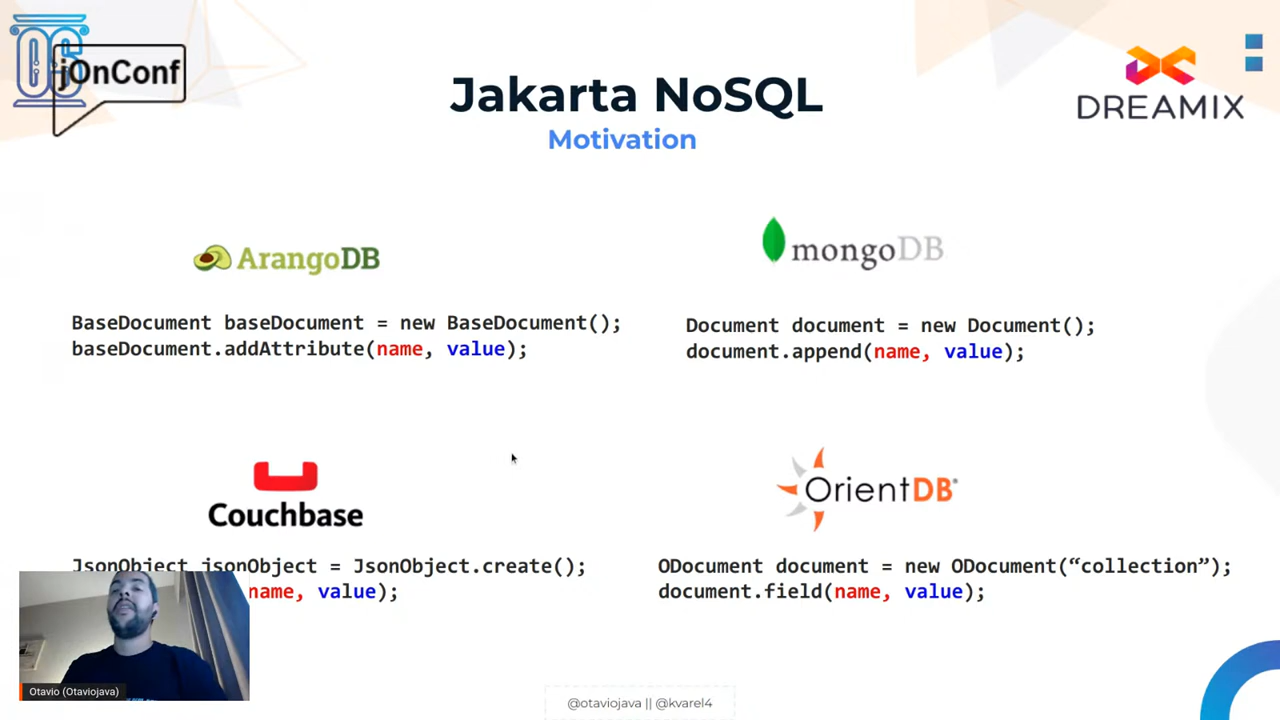 jOnConf
DREAMIX
Jakarta NoSQL
Motivation
ArangoDB
BaseDocument baseDocument = new BaseDocument();
baseDocument.addAttribute(name, value);
mongoDB
Document document = new Document();
document.append(name, value);
Couchbase
JsonObject jsonObject = JsonObject.create();
name, value);
OrientDB
ODocument document = new ODocument(“collection”);
document.field(name, value);
Otavio (Otaviojava)
@otaviojava || @kvarel4